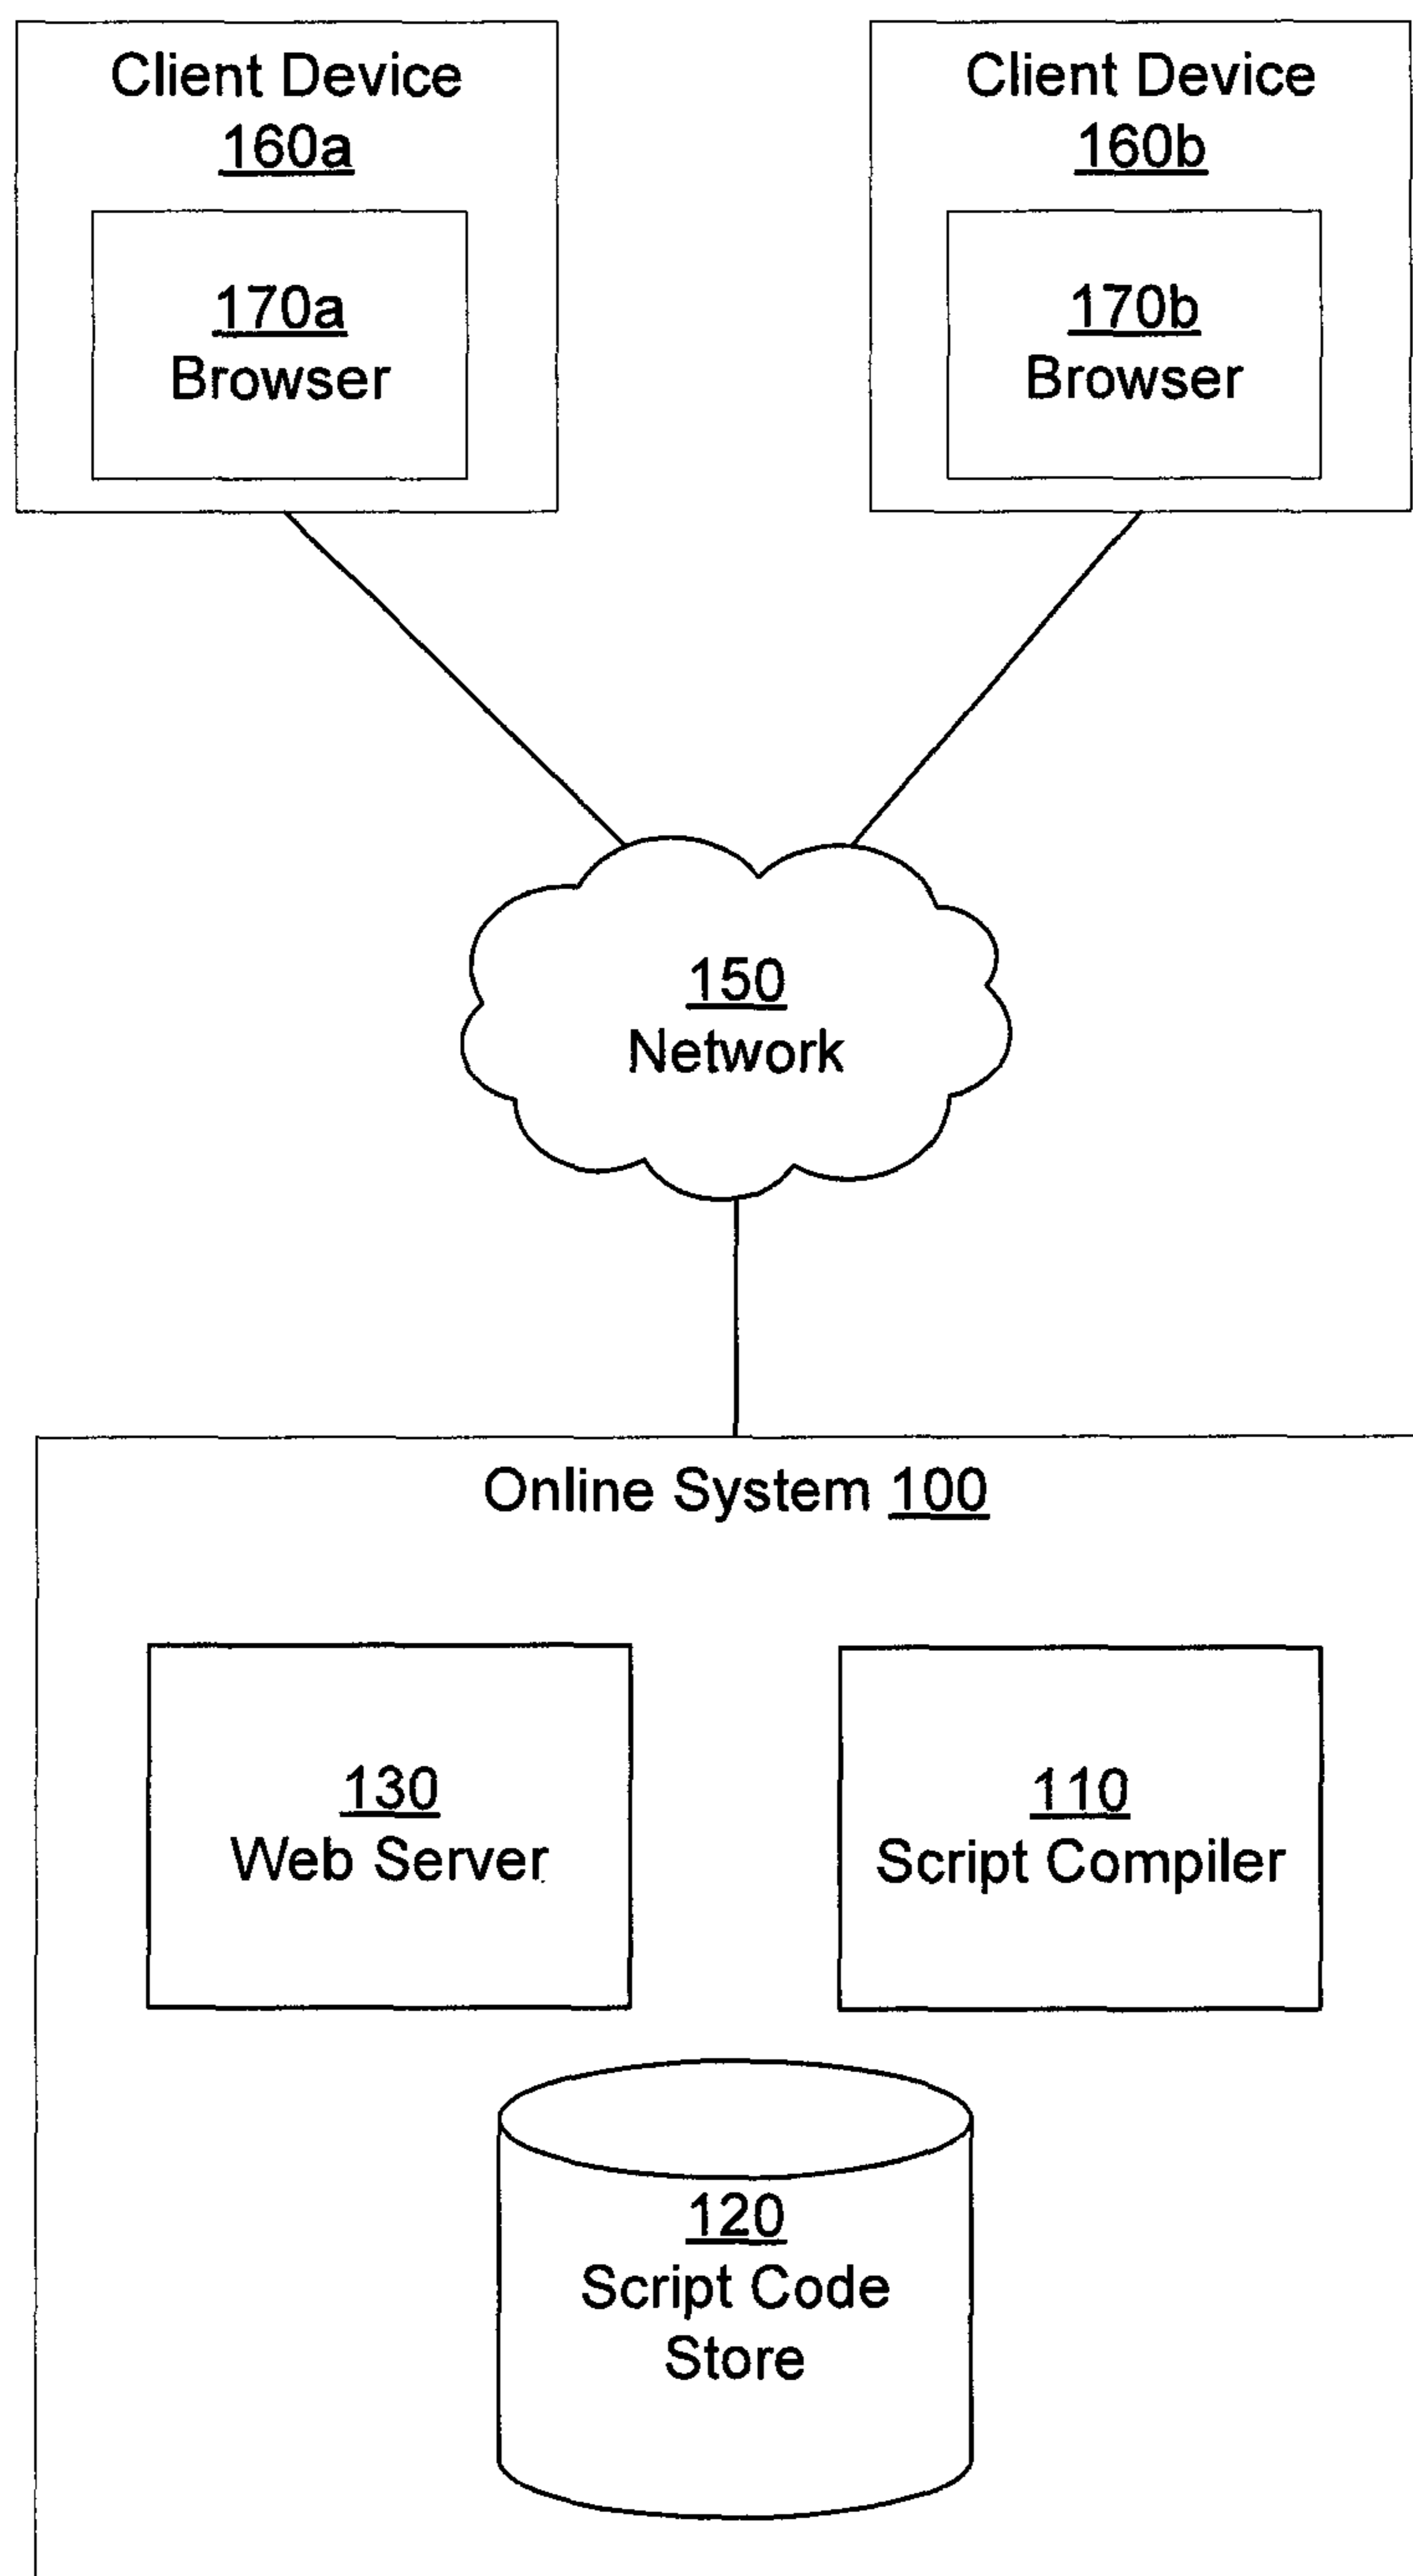 Client Device
160a
170a
Browser
Client Device
160b
170b
Browser
150
Network
Online System 100
130
Web Server
110
Script Compiler
120
Script Code
Store